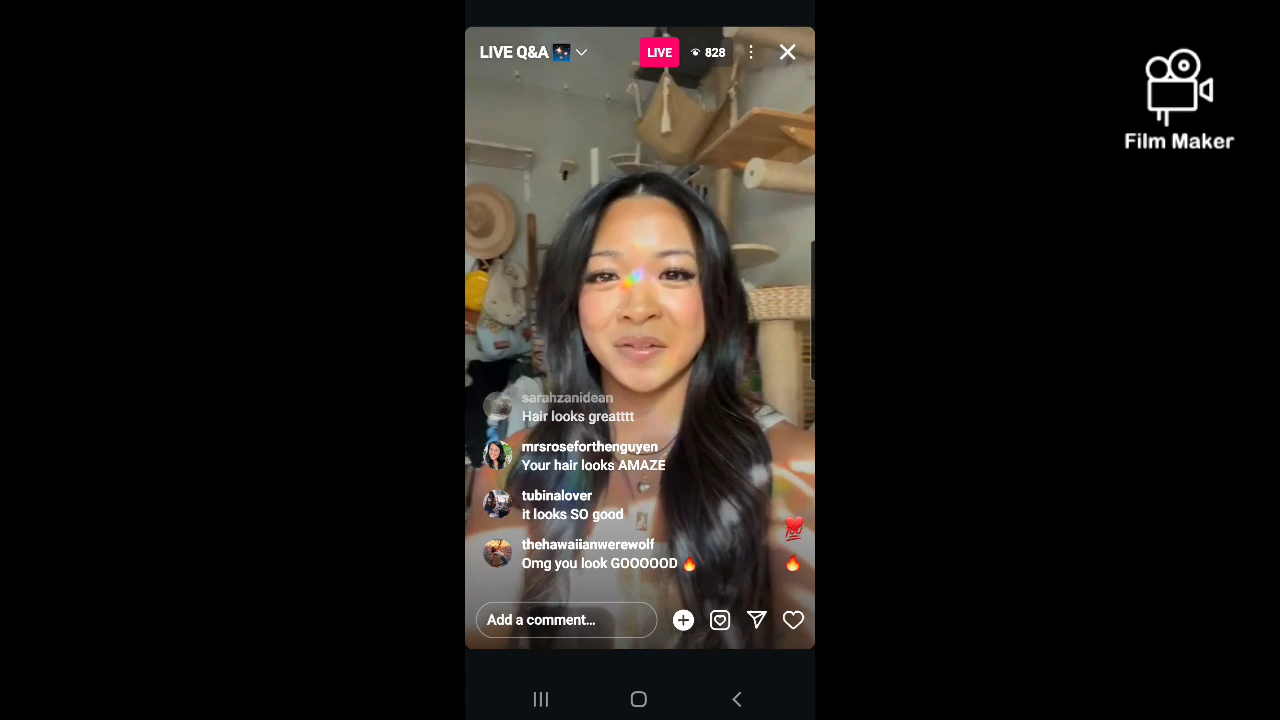 LIVE Q&A
LIVE
828
Film Maker
sarahzanidean
Hair looks greatttt
mrsroseforthenguyen
Your hair looks AMAZE
tubinalover
it looks SO good
thehawaiianwerewolf
Omg you look GOOOOOD 🔥
💯
🔥
Add a comment...